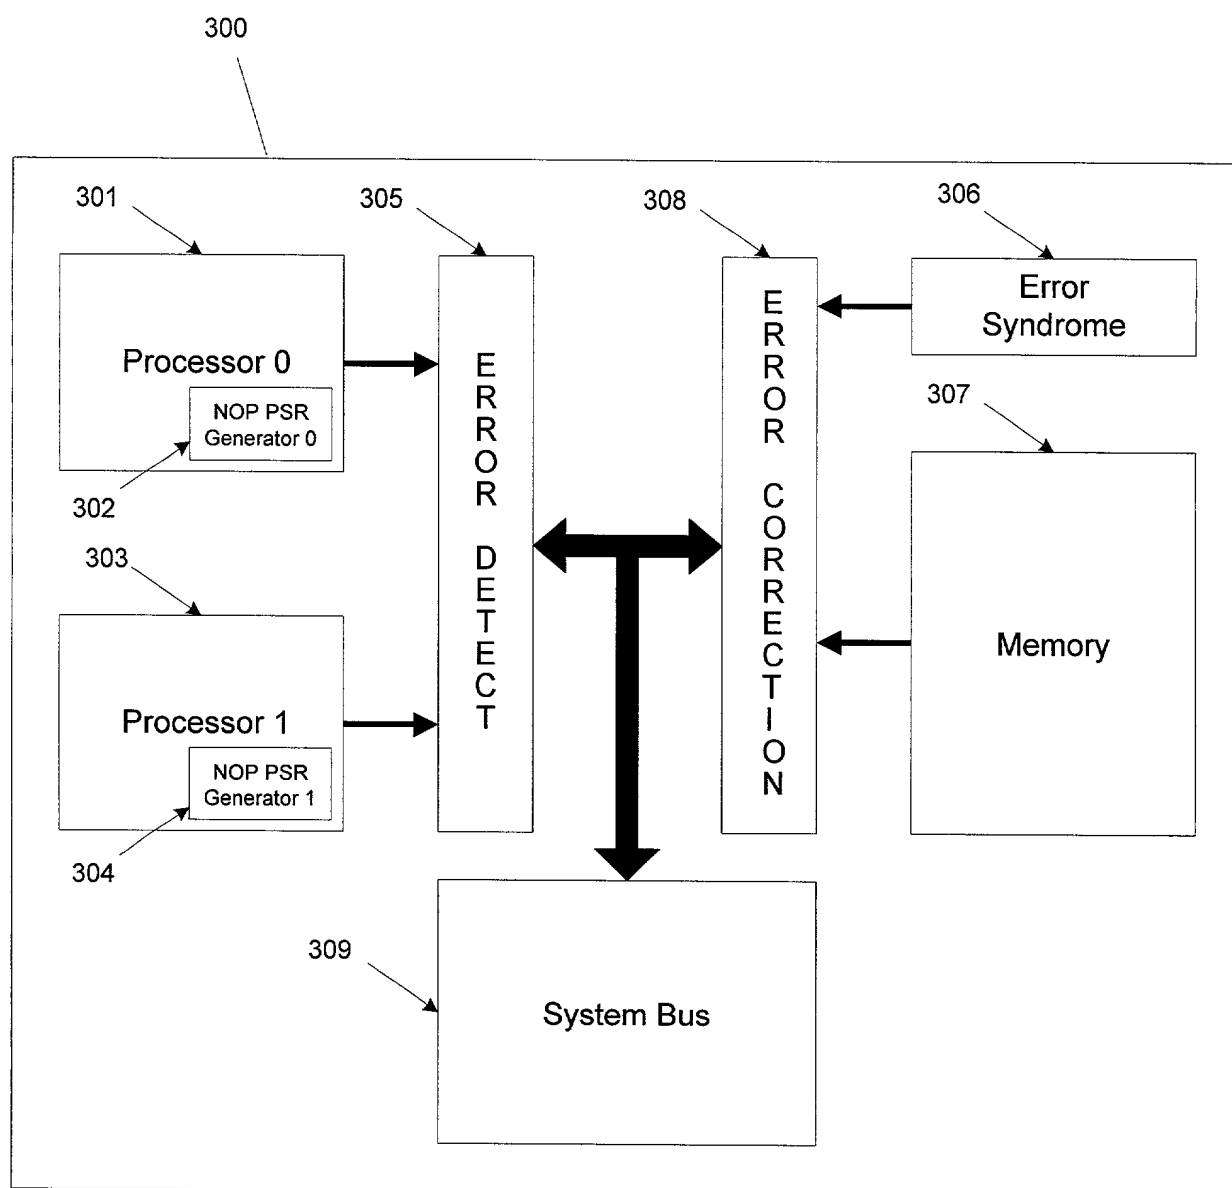 300
301
305
308
306
Processor 0
NOP PSR
Generator 0
302
E
R
R
O
R
D
E
T
E
C
T
E
R
R
O
R
C
O
R
R
E
C
T
I
O
N
Error
Syndrome
307
Memory
303
Processor 1
NOP PSR
Generator 1
304
309
System Bus